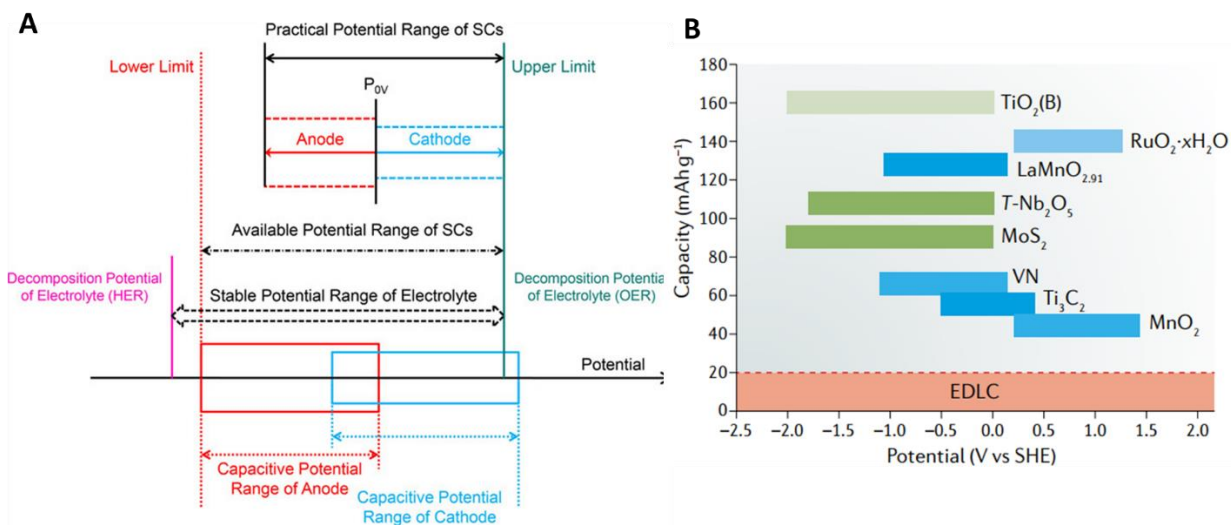 A
Practical Potential Range of SCs
Lower Limit
Upper Limit
P0V
Anode
Cathode
Available Potential Range of SCs
Decomposition Potential
of Electrolyte (HER)
Decomposition Potential
of Electrolyte (OER)
Stable Potential Range of Electrolyte
Potential
Capacitive Potential
Range of Anode
Capacitive Potential
Range of Cathode
B
Capacity (mAhg⁻¹)
180
160
140
120
100
80
60
40
20
0
TiO₂(B)
RuO₂·xH₂O
LaMnO₂.₉₁
T-Nb₂O₅
MoS₂
VN
Ti₃C₂
MnO₂
EDLC
−2.5 −2.0 −1.5 −1.0 −0.5 0.0 0.5 1.0 1.5 2.0
Potential (V vs SHE)